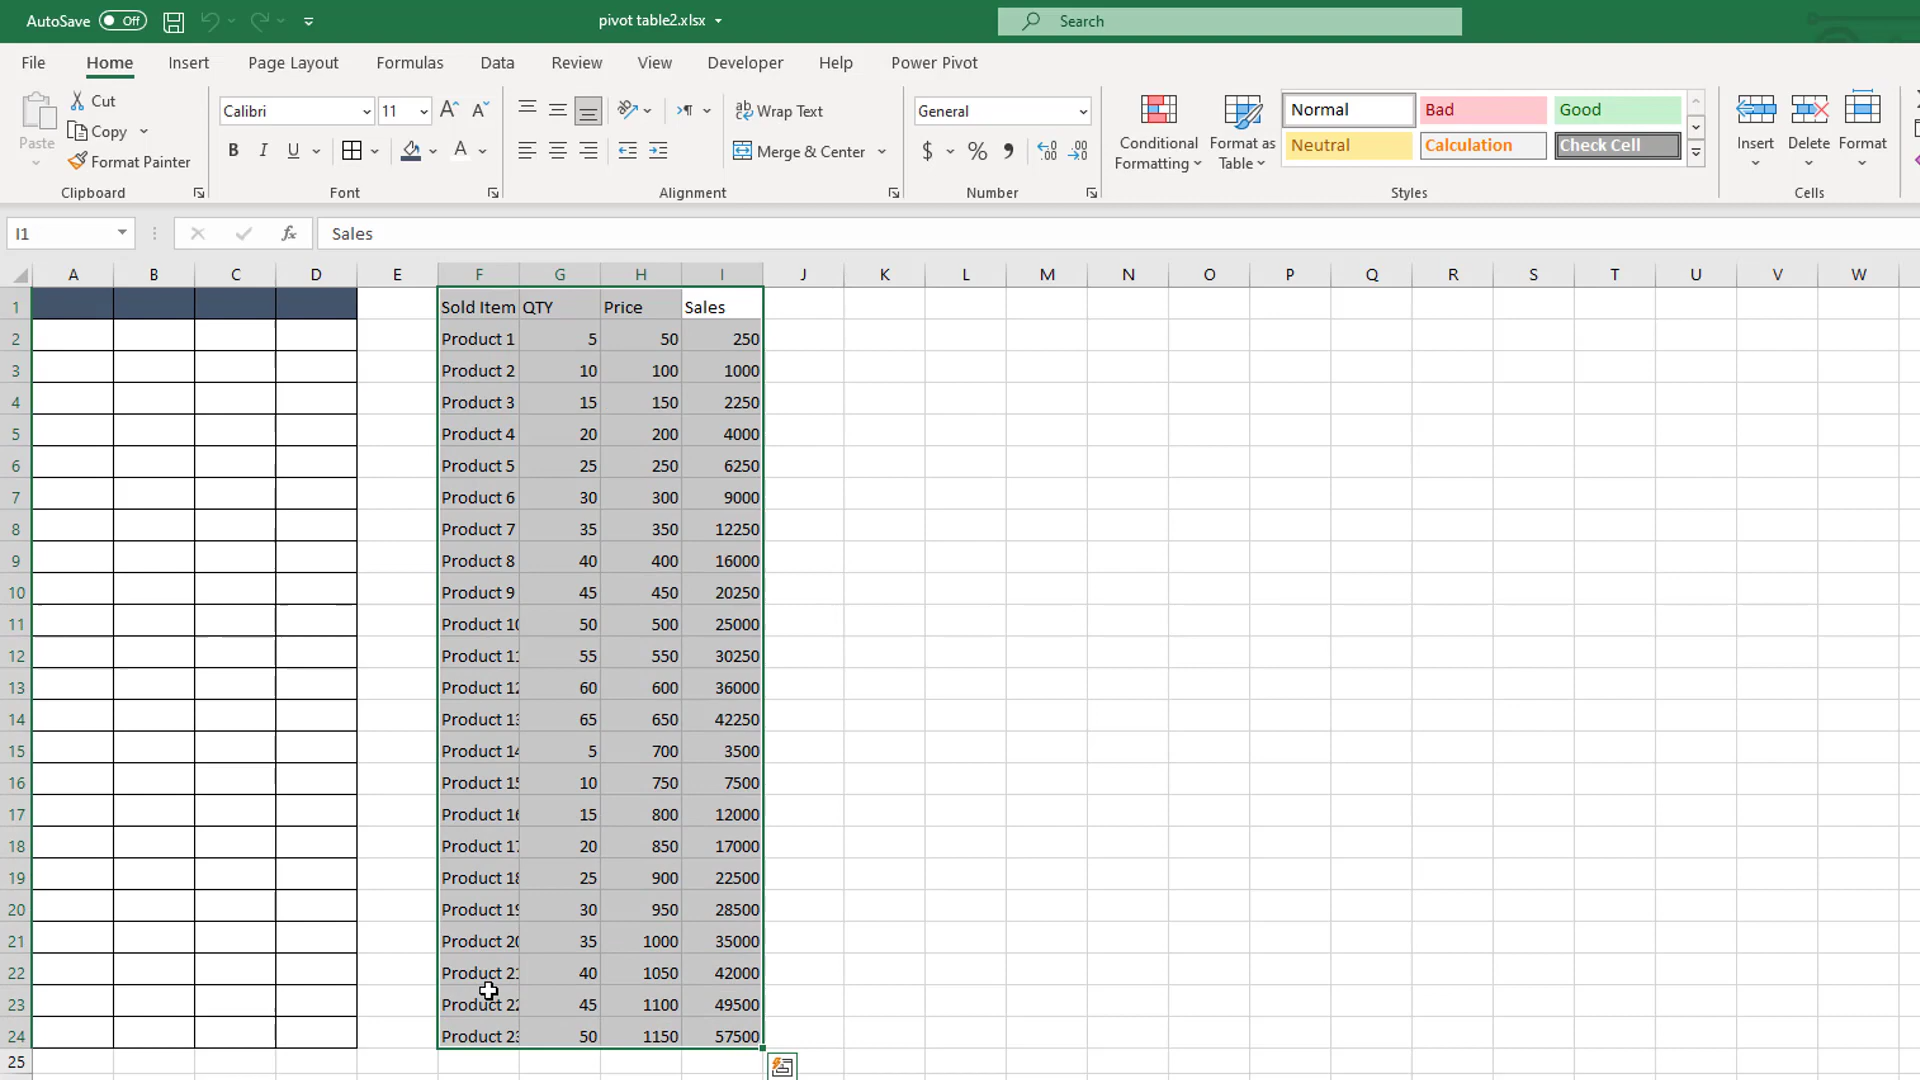 AutoSave Off pivot table2.xlsx Search
File Home Insert Page Layout Formulas Data Review View Developer Help Power Pivot
Paste Cut Copy Format Painter Clipboard
Calibri 11 B I U A Font
ab Wrap Text Merge & Center Alignment
General $ % Number
Conditional Formatting Format as Table
Normal Bad Good
Neutral Calculation Check Cell
Styles
Insert Delete Format
Cells
I1 fx Sales
A B C D E F G H I J K L M N O P Q R S T U V W
1 Sold Item QTY Price Sales
2 Product 1 5 50 250
3 Product 2 10 100 1000
4 Product 3 15 150 2250
5 Product 4 20 200 4000
6 Product 5 25 250 6250
7 Product 6 30 300 9000
8 Product 7 35 350 12250
9 Product 8 40 400 16000
10 Product 9 45 450 20250
11 Product 10 50 500 25000
12 Product 11 55 550 30250
13 Product 12 60 600 36000
14 Product 13 65 650 42250
15 Product 14 5 700 3500
16 Product 15 10 750 7500
17 Product 16 15 800 12000
18 Product 17 20 850 17000
19 Product 18 25 900 22500
20 Product 19 30 950 28500
21 Product 20 35 1000 35000
22 Product 21 40 1050 42000
23 Product 22 45 1100 49500
24 Product 23 50 1150 57500
25